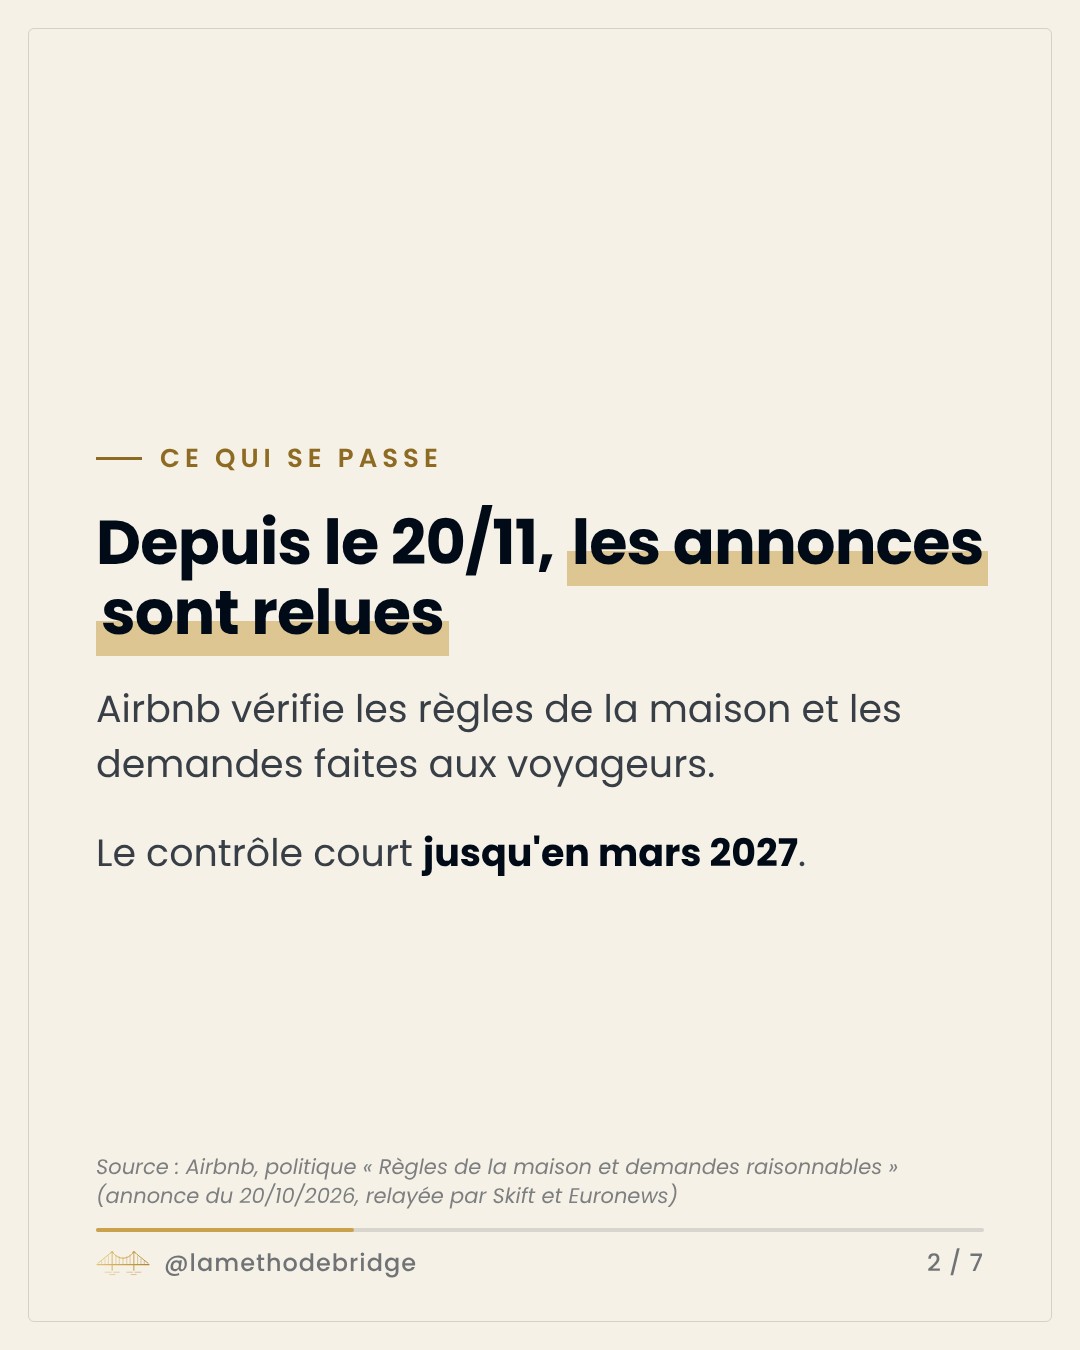 CE QUI SE PASSE
Depuis le 20/11, les annonces
sont relues
Airbnb vérifie les règles de la maison et les
demandes faites aux voyageurs.
Le contrôle court jusqu'en mars 2027.
Source : Airbnb, politique « Règles de la maison et demandes raisonnables »
(annonce du 20/10/2026, relayée par Skift et Euronews)
@lamethodebridge
2 / 7